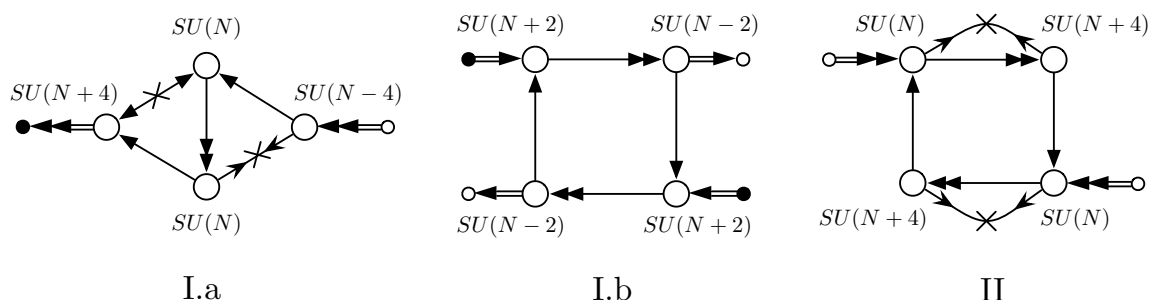 SU(N)
SU(N + 4)
SU(N − 4)
SU(N)
I.a
SU(N + 2)
SU(N − 2)
SU(N − 2)
SU(N + 2)
I.b
SU(N)
SU(N + 4)
SU(N + 4)
SU(N)
II